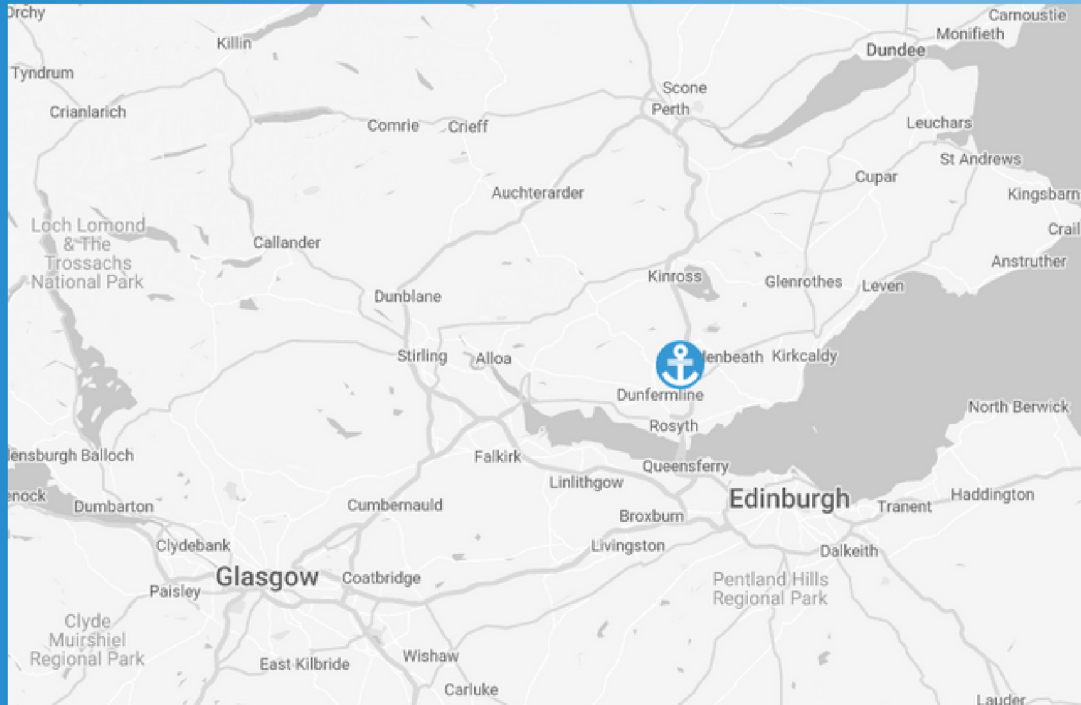 Orchy
Carnoustie
Monifieth
Killin
Dundee
Tyndrum
Scone
Perth
Crianlarich
Comrie
Crieff
Leuchars
St Andrews
Cupar
Auchterarder
Kingsbarn
Loch Lomond
& The
Trossachs
National Park
Crail
Callander
Anstruther
Kinross
Glenrothes
Leven
Dunblane
Stirling
Alloa
denbeath
Kirkcaldy
Dunfermline
North Berwick
Rosyth
ensburgh
Balloch
Falkirk
Queensferry
Linlithgow
Edinburgh
enock
Dumbarton
Cumbernauld
Haddington
Tranent
Broxburn
Clydebank
Livingston
Dalkeith
Glasgow
Coatbridge
Paisley
Pentland Hills
Regional Park
Clyde
Muirshiel
Regional Park
East Kilbride
Wishaw
Carluke
Lauder